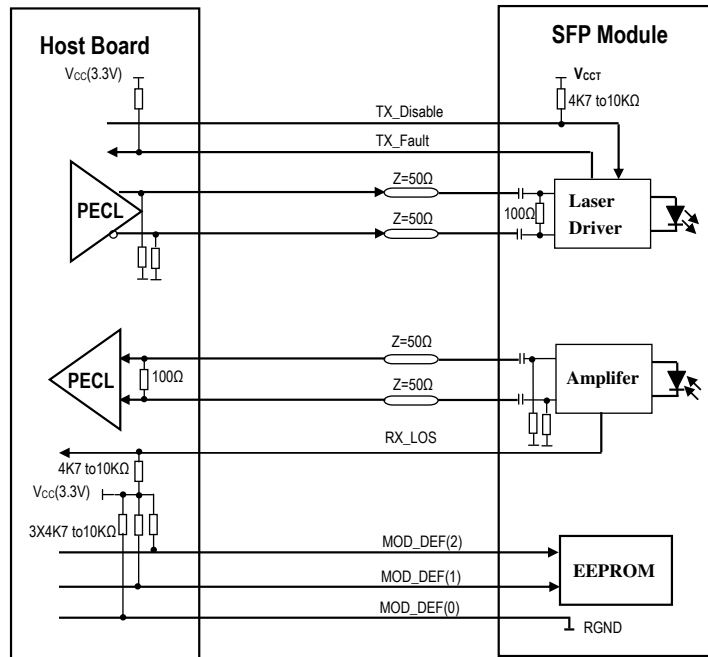 Host Board
SFP Module
VCC(3.3V)
VCCT
4K7 to10KΩ
TX_Disable
TX_Fault
Z=50Ω
PECL
100Ω
Laser
Driver
Z=50Ω
Z=50Ω
PECL
100Ω
Z=50Ω
Amplifer
RX_LOS
4K7 to10KΩ
VCC(3.3V)
3X4K7 to10KΩ
MOD_DEF(2)
MOD_DEF(1)
EEPROM
MOD_DEF(0)
RGND